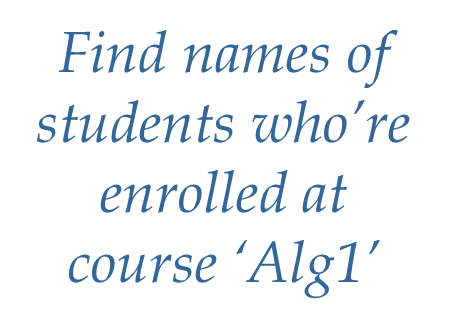 Find names of
students who’re
enrolled at
course ‘Alg1’